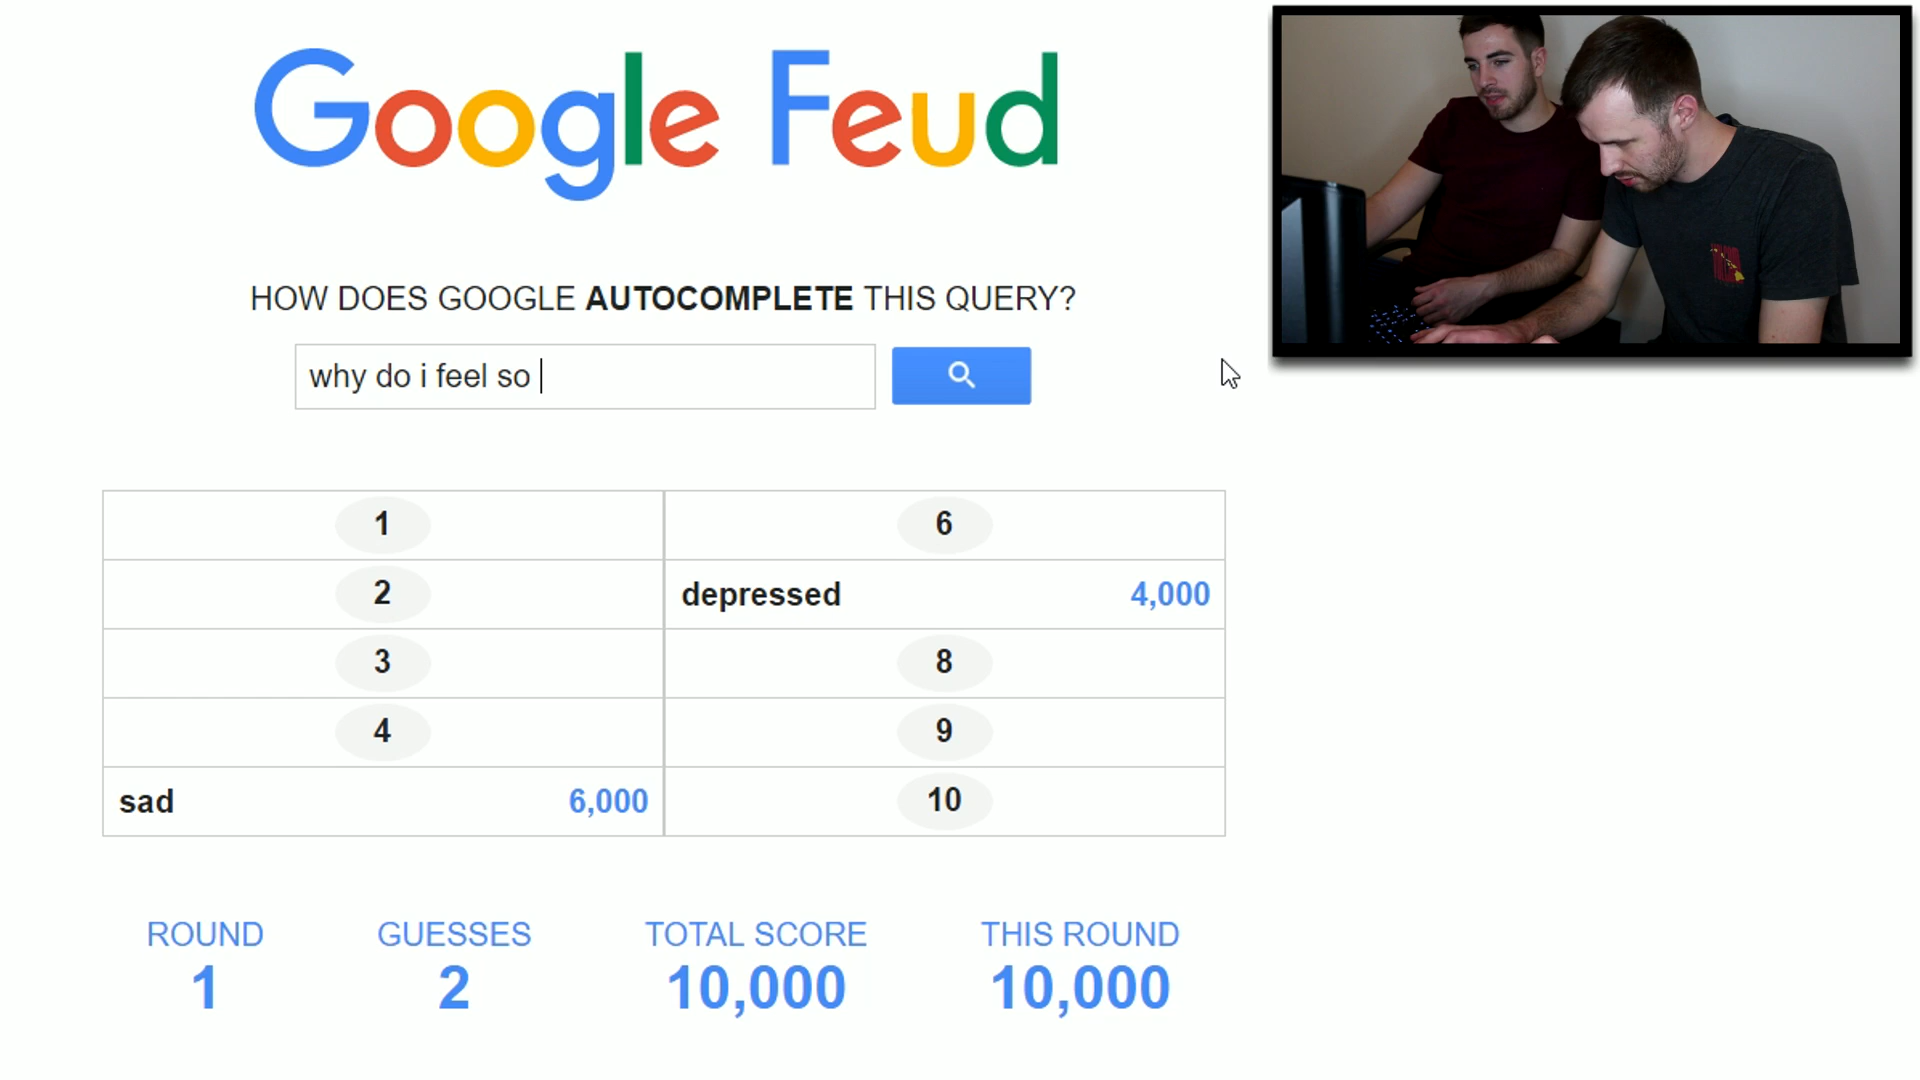 Google Feud
HOW DOES GOOGLE AUTOCOMPLETE THIS QUERY?
why do i feel so
1
6
2
depressed 4,000
3
8
4
9
sad 6,000
10
ROUND GUESSES TOTAL SCORE THIS ROUND
1 2 10,000 10,000